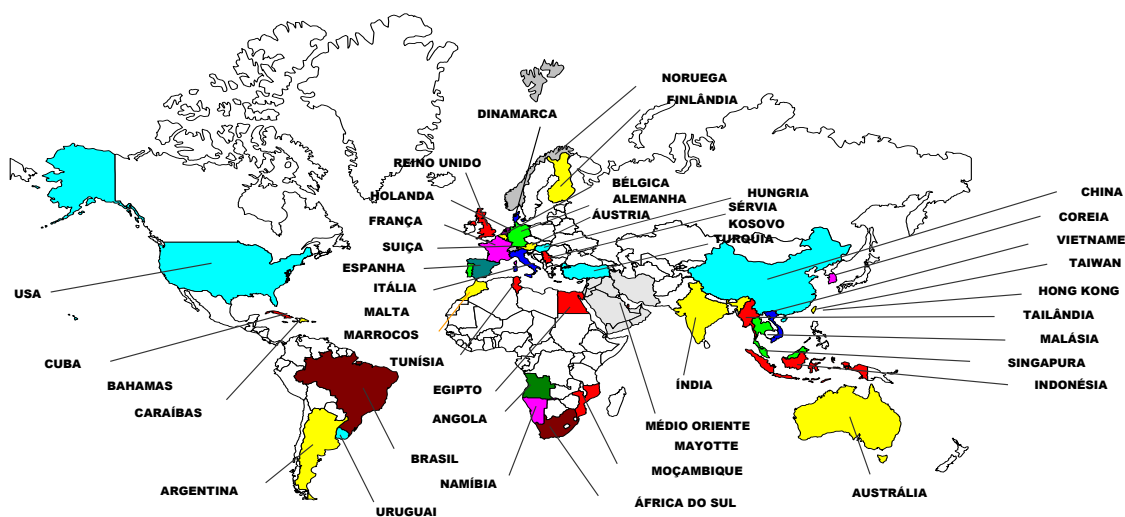 NORUEGA
FINLÂNDIA
DINAMARCA
REINO UNIDO
BÉLGICA
HOLANDA
ALEMANHA
HUNGRIA
CHINA
SÉRVIA
ÁUSTRIA
FRANÇA
COREIA
KOSOVO
SUIÇA
TURQUIA
VIETNAME
ESPANHA
TAIWAN
ITÁLIA
USA
HONG KONG
MALTA
TAILÂNDIA
MARROCOS
MALÁSIA
CUBA
TUNÍSIA
SINGAPURA
BAHAMAS
EGIPTO
ÍNDIA
INDONÉSIA
CARAÍBAS
ANGOLA
MÉDIO ORIENTE
MAYOTTE
BRASIL
MOÇAMBIQUE
NAMÍBIA
ARGENTINA
AUSTRÁLIA
ÁFRICA DO SUL
URUGUAI